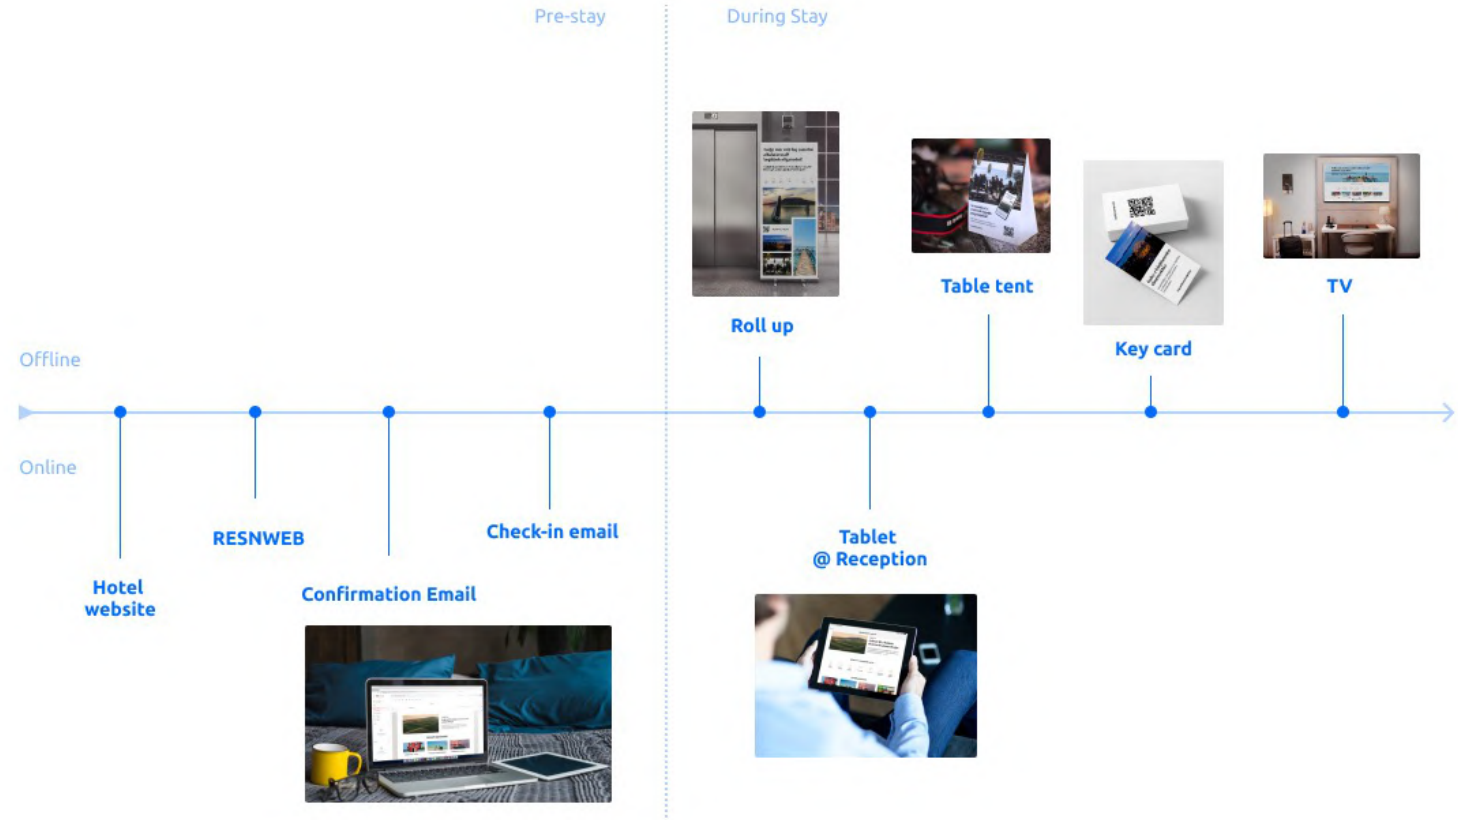 Pre-stay
During Stay
Roll up
Table tent
Key card
TV
Offline
Online
Hotel
website
RESNWEB
Confirmation Email
Check-in email
Tablet
@ Reception